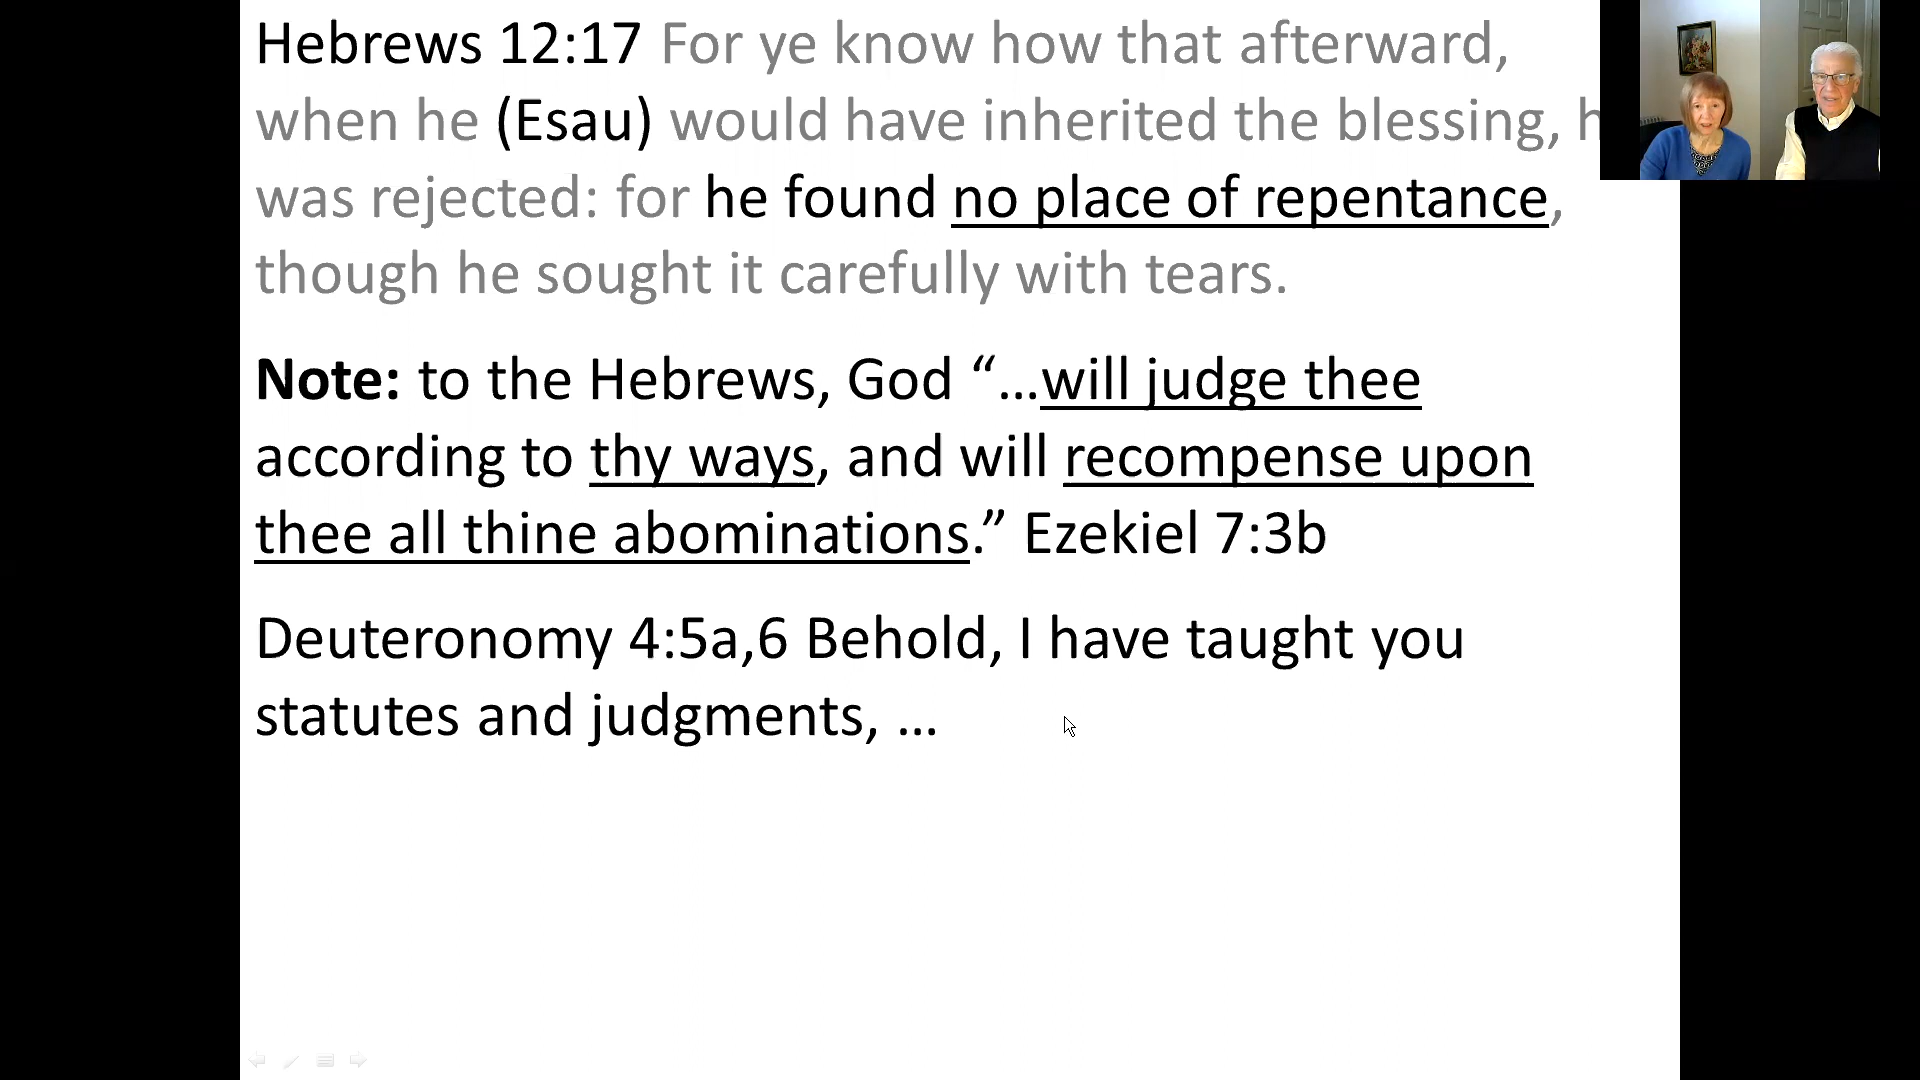 Hebrews 12:17 For ye know how that afterward,
when he (Esau) would have inherited the blessing, h
was rejected: for he found no place of repentance,
though he sought it carefully with tears.
Note: to the Hebrews, God “…will judge thee
according to thy ways, and will recompense upon
thee all thine abominations.” Ezekiel 7:3b
Deuteronomy 4:5a,6 Behold, I have taught you
statutes and judgments, …